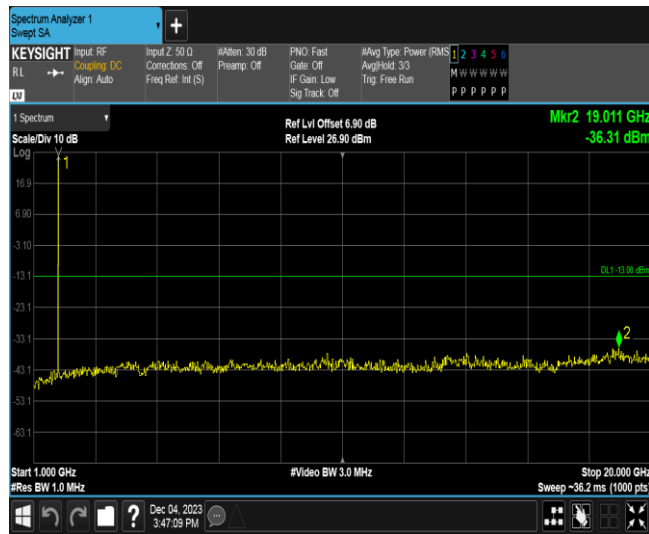 Spectrum Analyzer 1
Swept SA
+
KEYSIGHT
RL
LXI
Input: RF
Coupling: DC
Align: Auto
Input Z: 50 Ω
Corrections: Off
Freq Ref: Int (S)
#Atten: 30 dB
Preamp: Off
PNO: Fast
Gate: Off
IF Gain: Low
Sig Track: Off
#Avg Type: Power (RMS
Avg|Hold: 3/3
Trig: Free Run
1 2 3 4 5 6
M W W W W W
P P P P P P
1 Spectrum
Scale/Div 10 dB
Log
Ref Lvl Offset 6.90 dB
Ref Level 26.90 dBm
Mkr2 19.011 GHz
-36.31 dBm
1
16.9
6.90
-3.10
-13.1
DL1 -13.00 dBm
-23.1
-33.1
2
-43.1
-53.1
-63.1
Start 1.000 GHz
#Res BW 1.0 MHz
#Video BW 3.0 MHz
Stop 20.000 GHz
Sweep ~36.2 ms (1000 pts)
?
Dec 04, 2023
3:47:09 PM